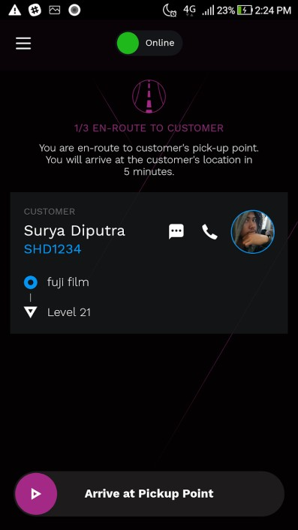 4G 23% 2:24 PM
Online
1/3 EN-ROUTE TO CUSTOMER
You are en-route to customer's pick-up point.
You will arrive at the customer's location in
5 minutes.
CUSTOMER
Surya Diputra
SHD1234
fuji film
Level 21
Arrive at Pickup Point